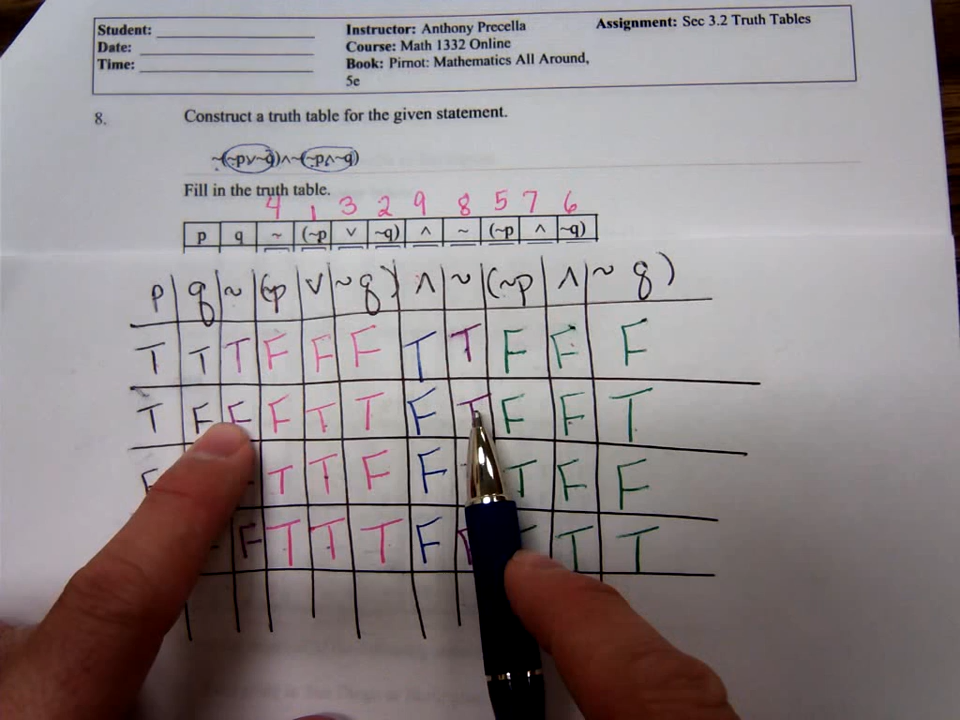 Student:
Instructor: Anthony Precella
Assignment: Sec 3.2 Truth Tables
Date:
Course: Math 1332 Online
Time:
Book: Pirnot: Mathematics All Around,
5e
8.
Construct a truth table for the given statement.
~(~p∨~q)∧~(~p∧~q)
Fill in the truth table.
4 1 3 2 9 8 5 7 6
p q ~ (~p ∨ ~q) ∧ ~ (~p ∧ ~q)
p q ~ (~p ∨ ~q) ∧ ~ (~p ∧ ~q)
T T T F F F T T F F F
T F F F T T F T F F T
F T T F F T F F
F T T T F T T